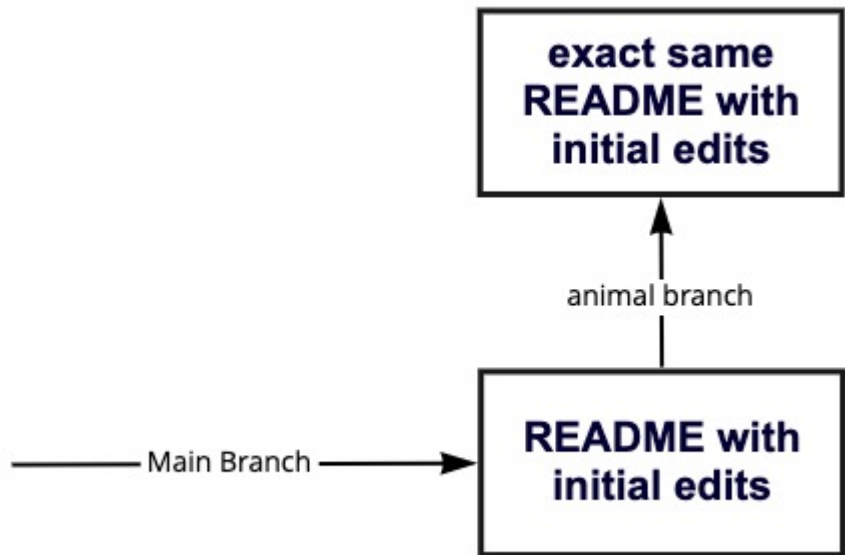 exact same
README with
initial edits
animal branch
Main Branch
README with
initial edits